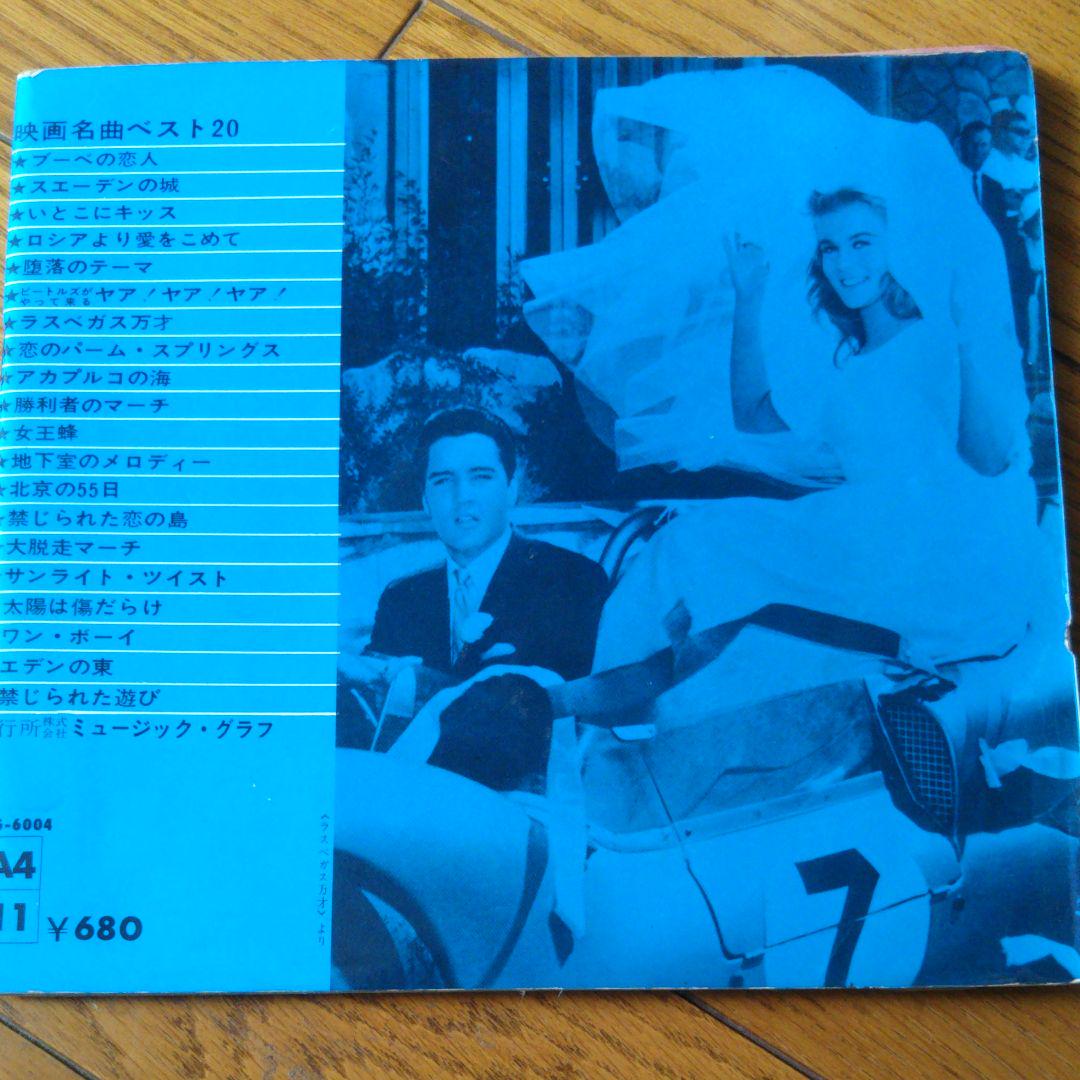 映画名曲ベスト20
★ブーベの恋人
★スエーデンの城
★いとこにキッス
★ロシアより愛をこめて
★堕落のテーマ
★ビートルズがやって来るヤア!ヤア!ヤア!
★ラスベガス万才
★恋のパーム・スプリングス
★アカプルコの海
★勝利者のマーチ
★女王蜂
★地下室のメロディー
★北京の55日
★禁じられた恋の島
★大脱走マーチ
サンライト・ツイスト
太陽は傷だらけ
ワン・ボーイ
エデンの東
禁じられた遊び
行所株式会社ミュージック・グラフ
-6004
A4
11
¥680
《ラスベガス万才》より
7